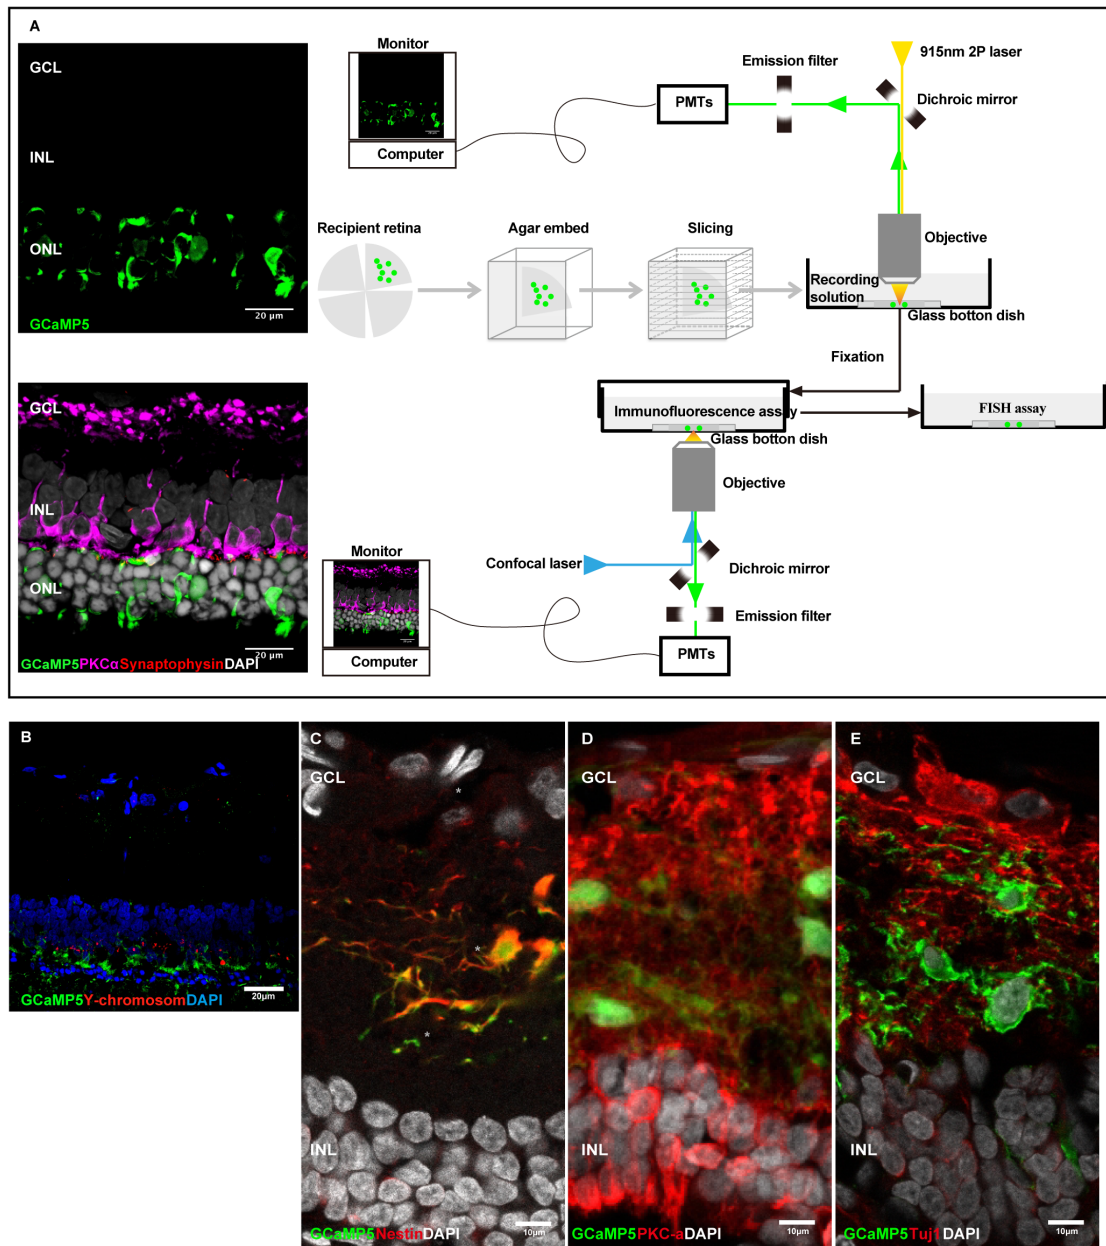 A
GCL
INL
ONL
20 μm
GCaMP5
GCL
INL
ONL
20 μm
GCaMP5PKCαSynaptophysinDAPI
Monitor
Computer
PMTs
Emission filter
915nm 2P laser
Dichroic mirror
Recipient retina
Agar embed
Slicing
Objective
Recording
solution
Glass botton dish
Fixation
Immunofluorescence assay
FISH assay
Glass botton dish
Objective
Confocal laser
Dichroic mirror
Emission filter
PMTs
Monitor
Computer
B
GCaMP5Y-chromosomDAPI
20μm
C
GCL
*
*
*
INL
GCaMP5NestinDAPI
10μm
D
GCL
INL
GCaMP5PKC-aDAPI
10μm
E
GCL
INL
GCaMP5Tuj1DAPI
10μm